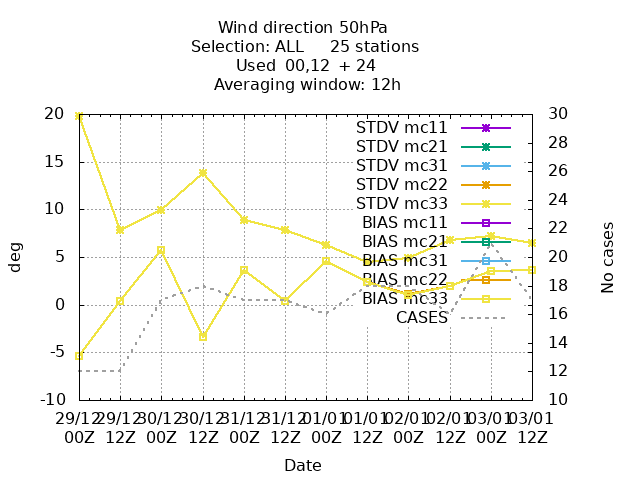 Wind direction 50hPa
Selection: ALL 25 stations
Used 00,12 + 24
Averaging window: 12h
20
15
10
5
0
-5
-10
deg
30
28
26
24
22
20
18
16
14
12
10
No cases
STDV mc11
STDV mc21
STDV mc31
STDV mc22
STDV mc33
BIAS mc11
BIAS mc21
BIAS mc31
BIAS mc22
BIAS mc33
CASES
29/12 29/12 30/12 30/12 31/12 31/12 01/01 01/01 02/01 02/01 03/01 03/01
00Z 12Z 00Z 12Z 00Z 12Z 00Z 12Z 00Z 12Z 00Z 12Z
Date